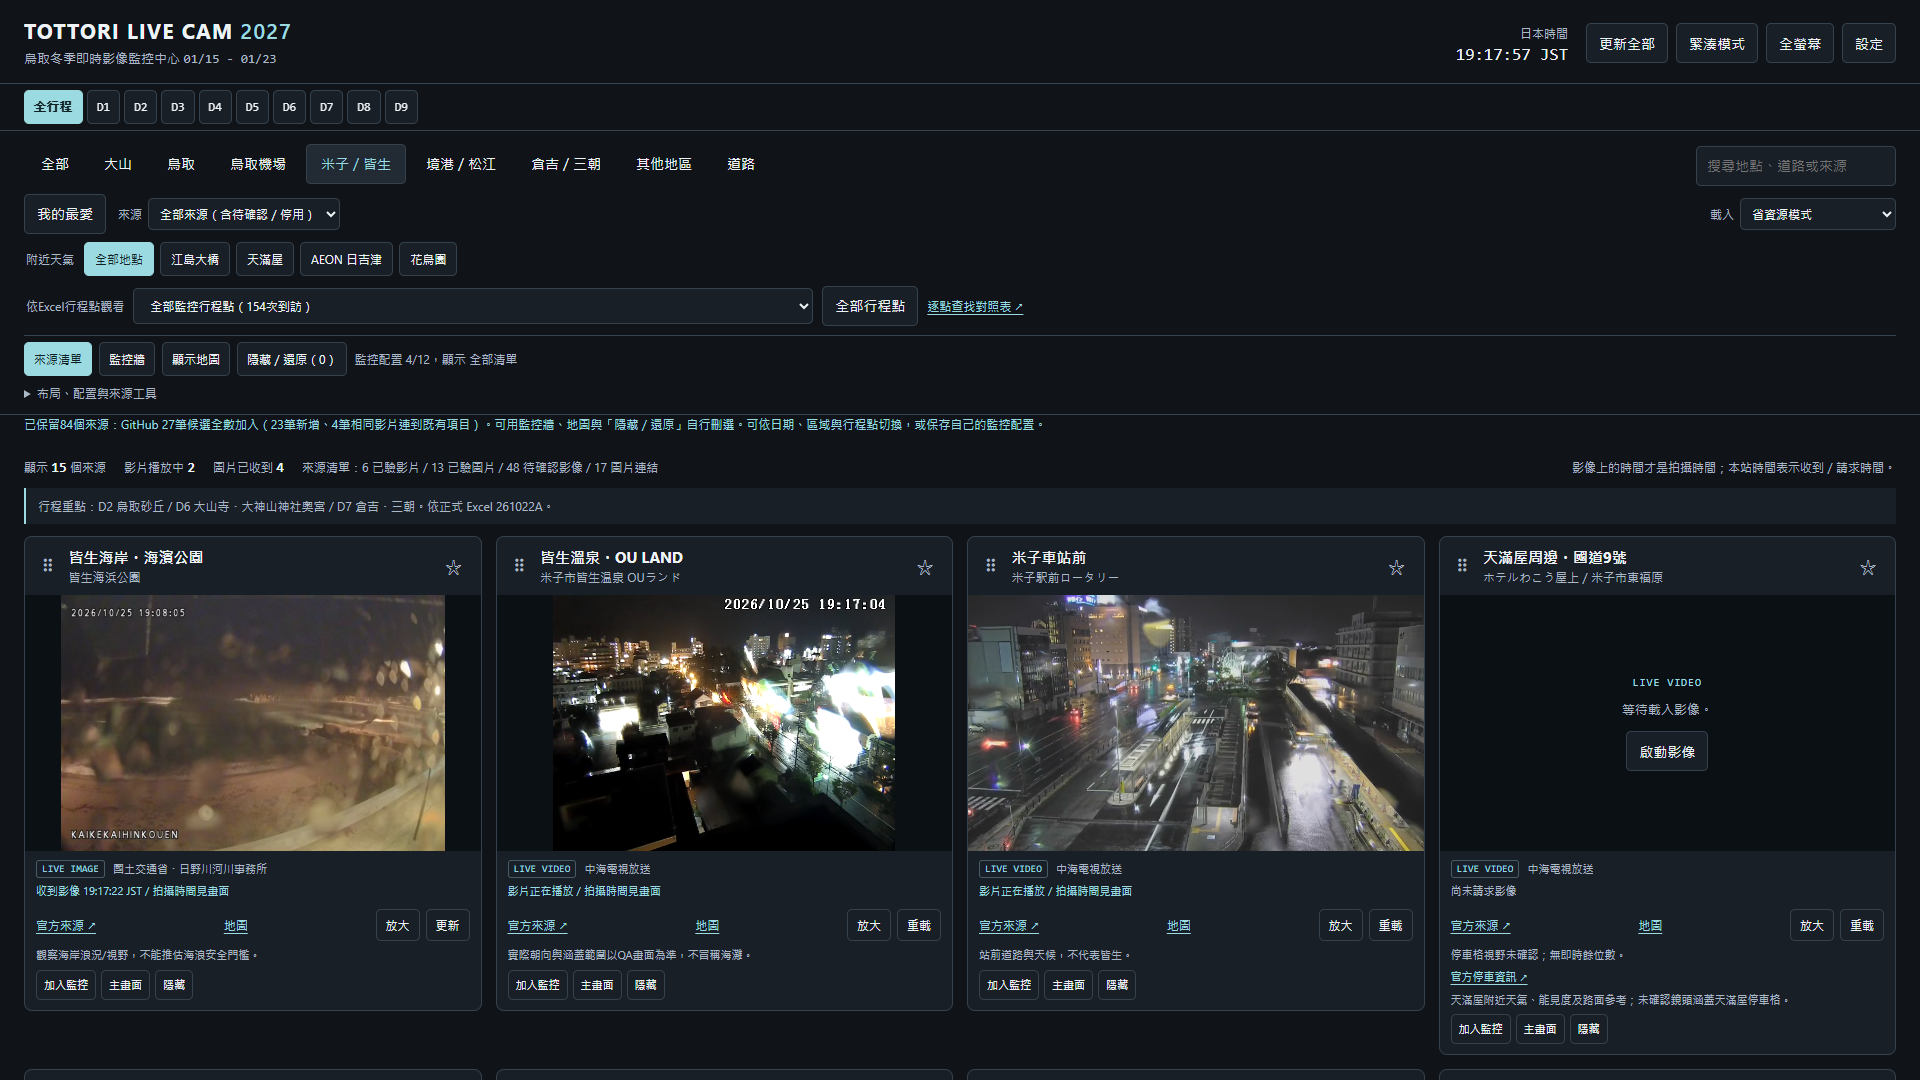 TOTTORI LIVE CAM 2027
鳥取冬季即時影像監控中心 01/15 - 01/23
日本時間
19:17:57 JST
更新全部
緊湊模式
全螢幕
設定
全行程
D1
D2
D3
D4
D5
D6
D7
D8
D9
全部
大山
鳥取
鳥取機場
米子 / 皆生
境港 / 松江
倉吉 / 三朝
其他地區
道路
搜尋地點、道路或來源
我的最愛
來源
全部來源（含待確認 / 停用）
載入
省資源模式
附近天氣
全部地點
江島大橋
天滿屋
AEON 日吉津
花鳥園
依Excel行程點觀看
全部監控行程點（154次到訪）
全部行程點
逐點查找對照表 ↗
來源清單
監控牆
顯示地圖
隱藏 / 還原（0）
監控配置 4/12，顯示 全部清單
▶ 布局、配置與來源工具
已保留84個來源：GitHub 27筆候選全數加入（23筆新增、4筆相同影片連到既有項目）。可用監控牆、地圖與「隱藏 / 還原」自行刪選。可依日期、區域與行程點切換，或保存自己的監控配置。
顯示 15 個來源
影片播放中 2
圖片已收到 4
來源清單：6 已驗影片 / 13 已驗圖片 / 48 待確認影像 / 17 圖片連結
影像上的時間才是拍攝時間；本站時間表示收到 / 請求時間。
行程重點：D2 鳥取砂丘 / D6 大山寺．大神山神社奧宮 / D7 倉吉．三朝。依正式 Excel 261022A。
皆生海岸・海濱公園
皆生海浜公園
☆
2026/10/25 19:08:05
KAIKEKAIHINKOUEN
LIVE IMAGE
國土交通省．日野川河川事務所
收到影像 19:17:22 JST / 拍攝時間見畫面
官方來源 ↗
地圖
放大
更新
觀察海岸浪況/視野，不能推估海浪安全門檻。
加入監控
主畫面
隱藏
皆生溫泉・OU LAND
米子市皆生温泉 OUランド
☆
2026/10/25 19:17:04
LIVE VIDEO
中海電視放送
影片正在播放 / 拍攝時間見畫面
官方來源 ↗
地圖
放大
重載
實際朝向與涵蓋範圍以QA畫面為準，不冒稱海灘。
加入監控
主畫面
隱藏
米子車站前
米子駅前ロータリー
☆
LIVE VIDEO
中海電視放送
影片正在播放 / 拍攝時間見畫面
官方來源 ↗
地圖
放大
重載
站前道路與天候，不代表皆生。
加入監控
主畫面
隱藏
天滿屋周邊・國道9號
ホテルわこう屋上 / 米子市東福原
☆
LIVE VIDEO
等待載入影像。
啟動影像
LIVE VIDEO
中海電視放送
尚未請求影像
官方來源 ↗
地圖
放大
重載
停車格視野未確認；無即時餘位數。
官方停車資訊 ↗
天滿屋附近天氣、能見度及路面參考；未確認鏡頭涵蓋天滿屋停車格。
加入監控
主畫面
隱藏